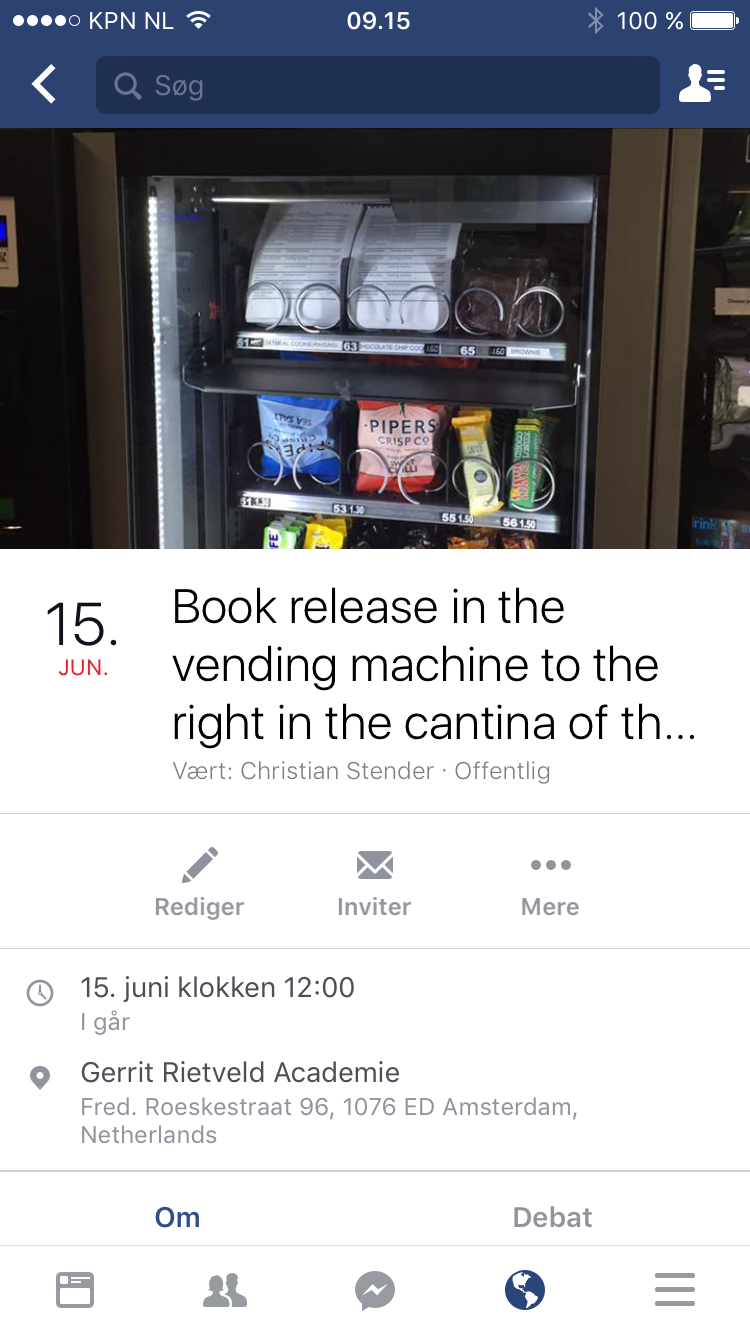 KPN NL
09.15
100 %
Søg
61
OATMEAL COOKIE/RAISING
63
65
160
BROWNIE
PIPERS
CRISP CO
53 1.30
55 1.50
56 1.50
15.
JUN.
Book release in the
vending machine to the
right in the cantina of th...
Vært: Christian Stender · Offentlig
Rediger
Inviter
Mere
15. juni klokken 12:00
I går
Gerrit Rietveld Academie
Fred. Roeskestraat 96, 1076 ED Amsterdam,
Netherlands
Om
Debat